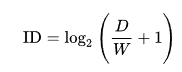 ID = log₂ (D/W + 1)